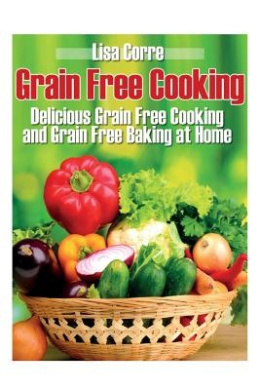 Lisa Corre
Grain Free Cooking
Delicious Grain Free Cooking
and Grain Free Baking at Home